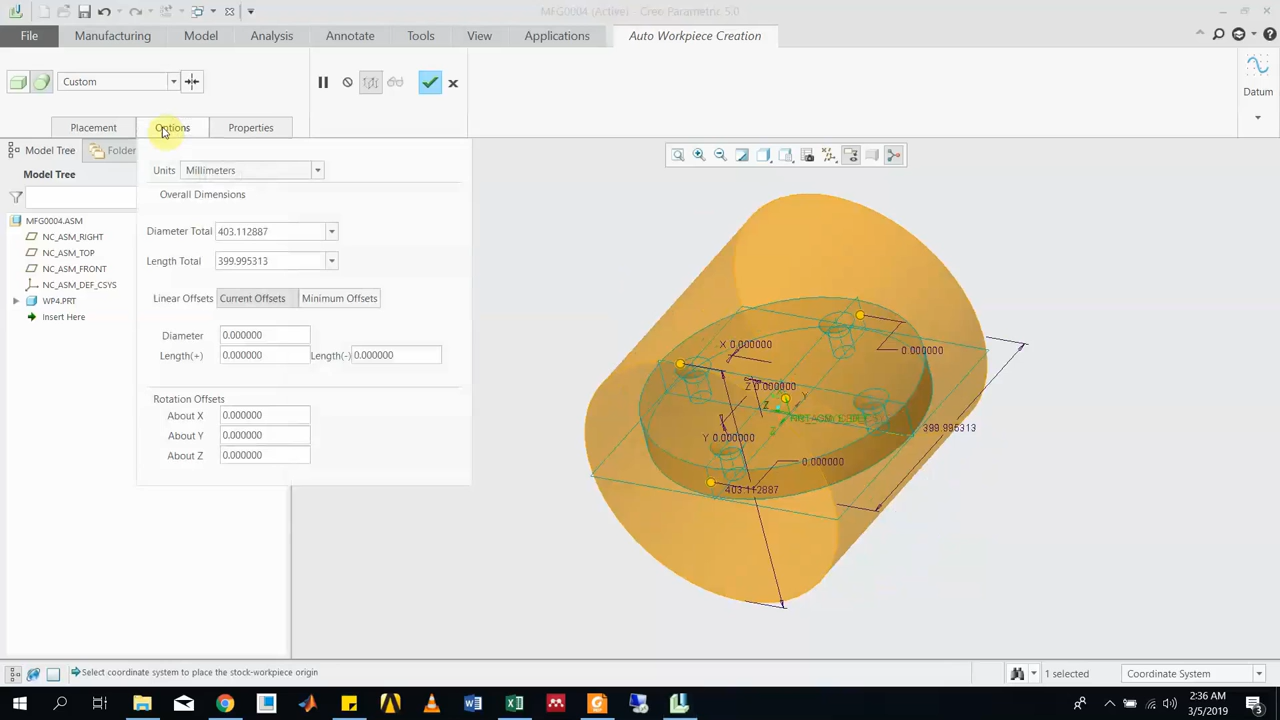 MFG0004 (Active) - Creo Parametric 5.0
File
Manufacturing
Model
Analysis
Annotate
Tools
View
Applications
Auto Workpiece Creation
Custom
Datum
Placement
Options
Properties
Model Tree
Folder
Model Tree
MFG0004.ASM
NC_ASM_RIGHT
NC_ASM_TOP
NC_ASM_FRONT
NC_ASM_DEF_CSYS
WP4.PRT
Insert Here
Units Millimeters
Overall Dimensions
Diameter Total 403.112887
Length Total 399.995313
Linear Offsets Current Offsets Minimum Offsets
Diameter 0.000000
Length(+) 0.000000 Length(-) 0.000000
Rotation Offsets
About X 0.000000
About Y 0.000000
About Z 0.000000
X 0.000000
0.000000
Z 0.000000
Y
Z
399.995313
Y 0.000000
0.000000
403.112887
Select coordinate system to place the stock-workpiece origin
1 selected
Coordinate System
2:36 AM
3/5/2019
3